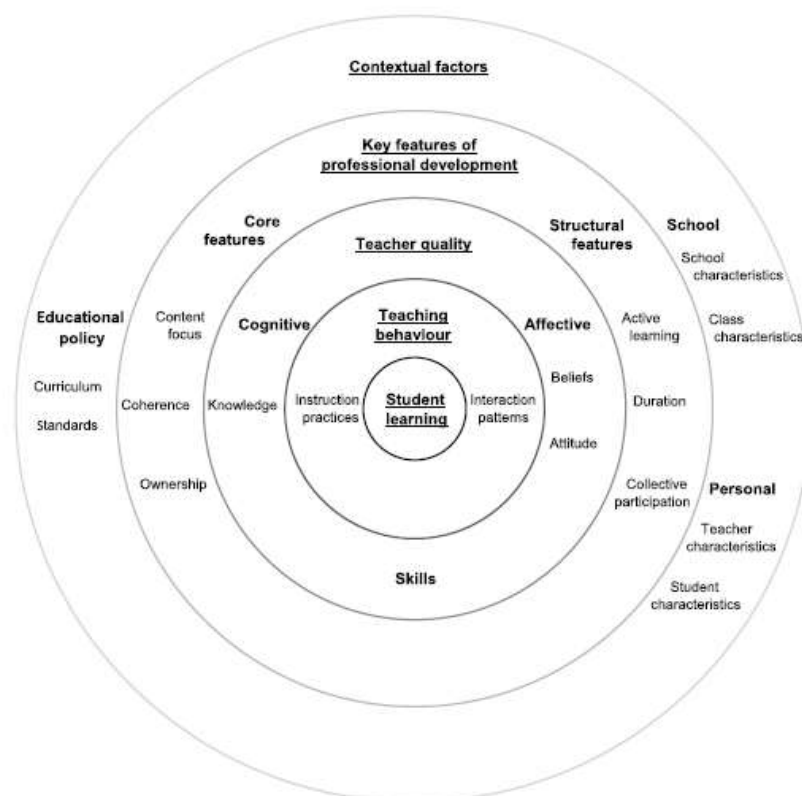 Contextual factors
Key features of
professional development
Core
features
Structural
features
School
Teacher quality
School
characteristics
Educational
policy
Content
focus
Cognitive
Teaching
behaviour
Affective
Active
learning
Class
characteristics
Curriculum
Standards
Coherence
Knowledge
Instruction
practices
Student
learning
Interaction
patterns
Beliefs
Attitude
Duration
Ownership
Collective
participation
Personal
Teacher
characteristics
Skills
Student
characteristics